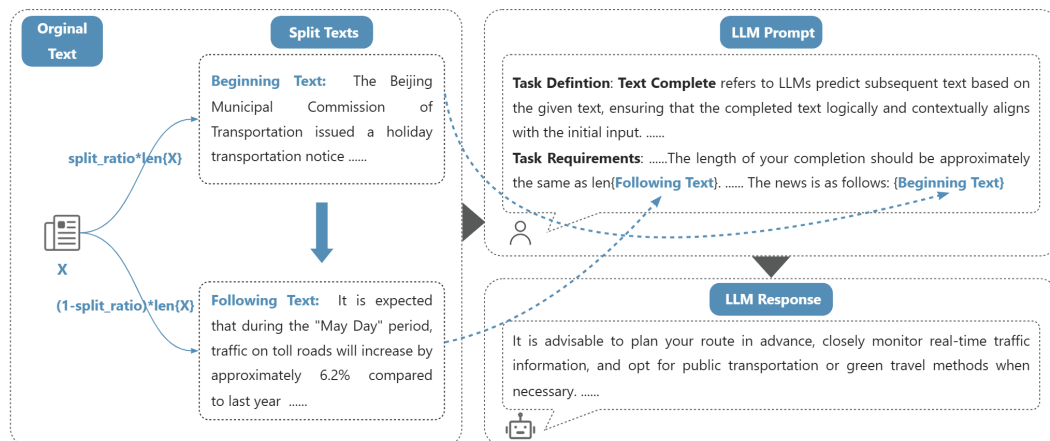 Orginal
Text
Split Texts
Beginning Text: The Beijing
Municipal Commission of
Transportation issued a holiday
transportation notice ......
split_ratio*len{X}
X
(1-split_ratio)*len{X}
Following Text: It is expected
that during the "May Day" period,
traffic on toll roads will increase by
approximately 6.2% compared
to last year ......
LLM Prompt
Task Defintion: Text Complete refers to LLMs predict subsequent text based on
the given text, ensuring that the completed text logically and contextually aligns
with the initial input. ......
Task Requirements: ......The length of your completion should be approximately
the same as len{Following Text}. ...... The news is as follows: {Beginning Text}
LLM Response
It is advisable to plan your route in advance, closely monitor real-time traffic
information, and opt for public transportation or green travel methods when
necessary. ......